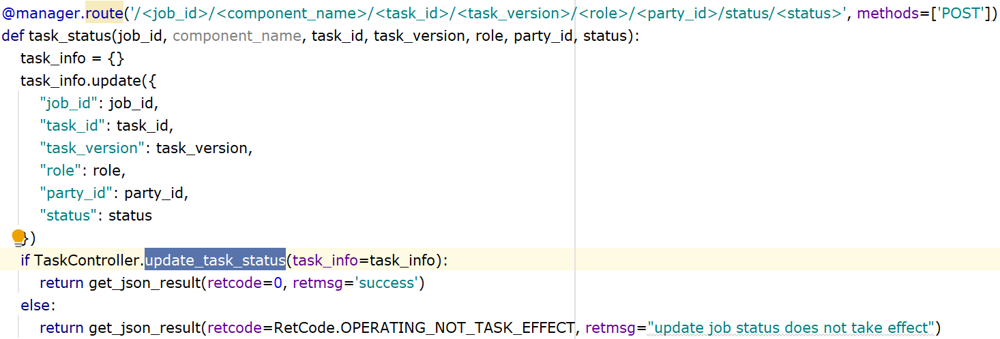 @manager.route('/<job_id>/<component_name>/<task_id>/<task_version>/<role>/<party_id>/status/<status>', methods=['POST'])
def task_status(job_id, component_name, task_id, task_version, role, party_id, status):
    task_info = {}
    task_info.update({
        "job_id": job_id,
        "task_id": task_id,
        "task_version": task_version,
        "role": role,
        "party_id": party_id,
        "status": status
    })
    if TaskController.update_task_status(task_info=task_info):
        return get_json_result(retcode=0, retmsg='success')
    else:
        return get_json_result(retcode=RetCode.OPERATING_NOT_TASK_EFFECT, retmsg="update job status does not take effect")